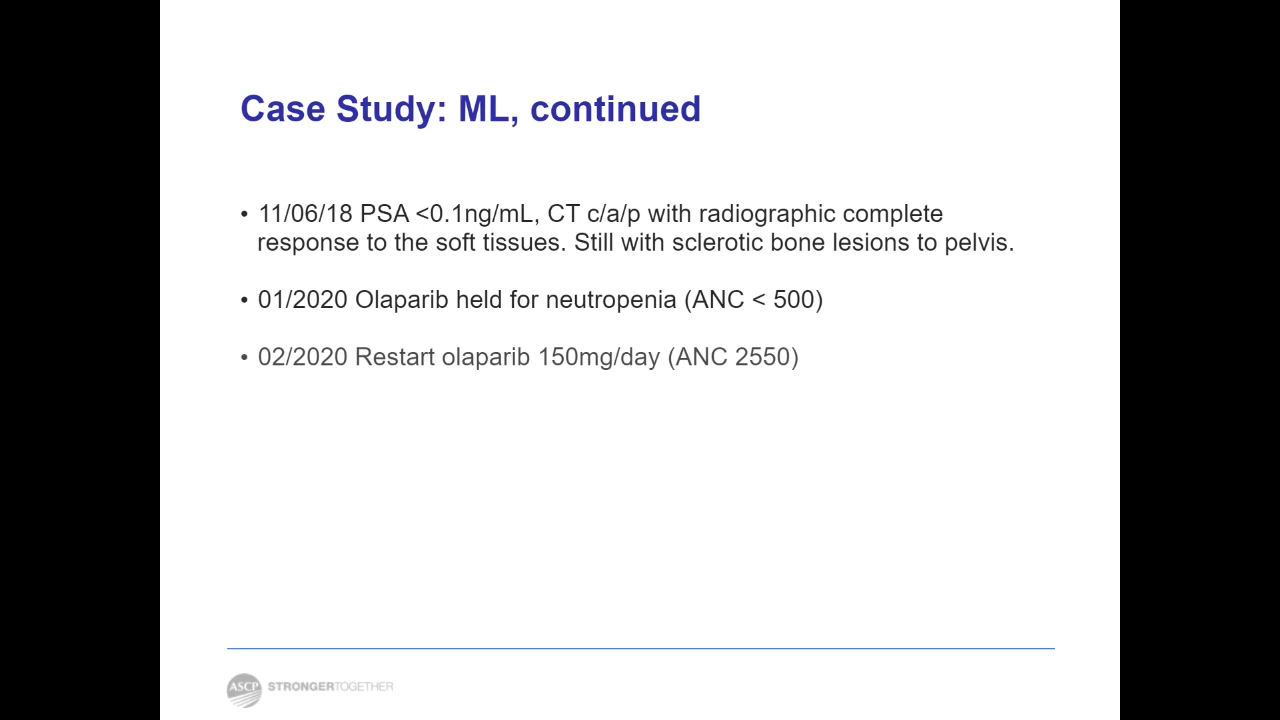 Case Study: ML, continued
• 11/06/18 PSA <0.1ng/mL, CT c/a/p with radiographic complete
response to the soft tissues. Still with sclerotic bone lesions to pelvis.
• 01/2020 Olaparib held for neutropenia (ANC < 500)
• 02/2020 Restart olaparib 150mg/day (ANC 2550)
ASCP STRONGERTOGETHER